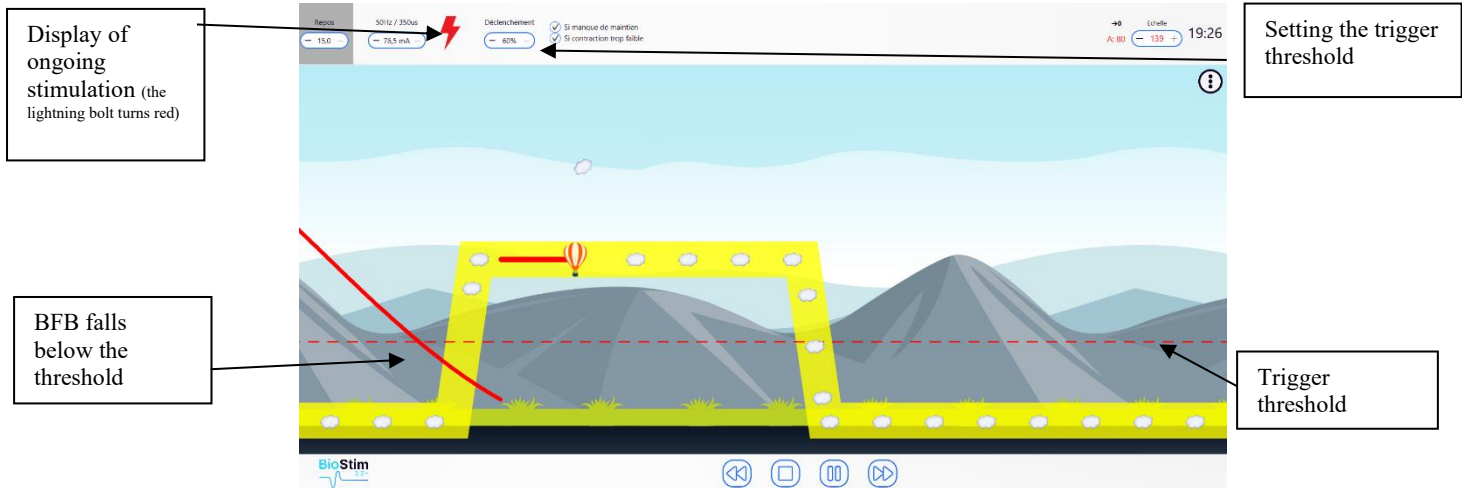 Display of
ongoing
stimulation (the
lightning bolt turns red)
Repos
− 15,0 −
50Hz / 350us
− 76,5 mA −
Déclenchement
− 60% −
Si manque de maintien
Si contraction trop faible
→0
A: 80
Echelle
− 139 +
19:26
Setting the trigger
threshold
BFB falls
below the
threshold
Trigger
threshold
BioStim